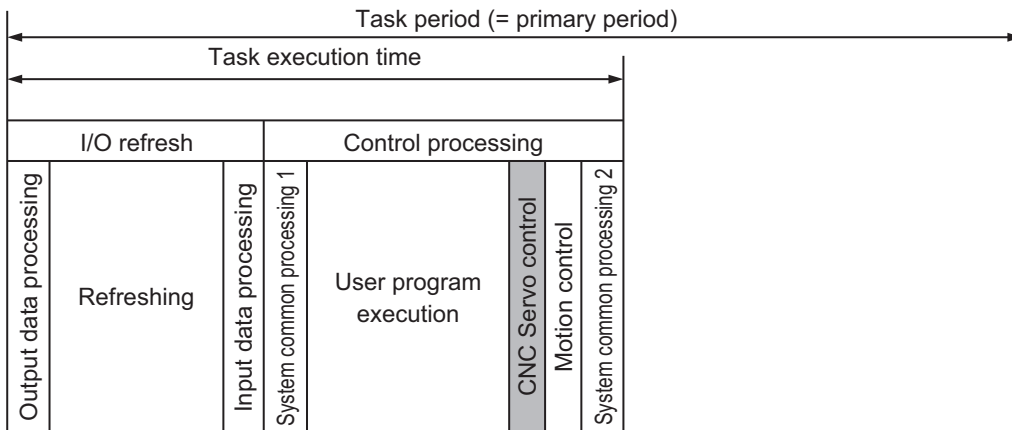 Task period (= primary period)
Task execution time
I/O refresh
Control processing
Output data processing
Refreshing
Input data processing
System common processing 1
User program
execution
CNC Servo control
Motion control
System common processing 2